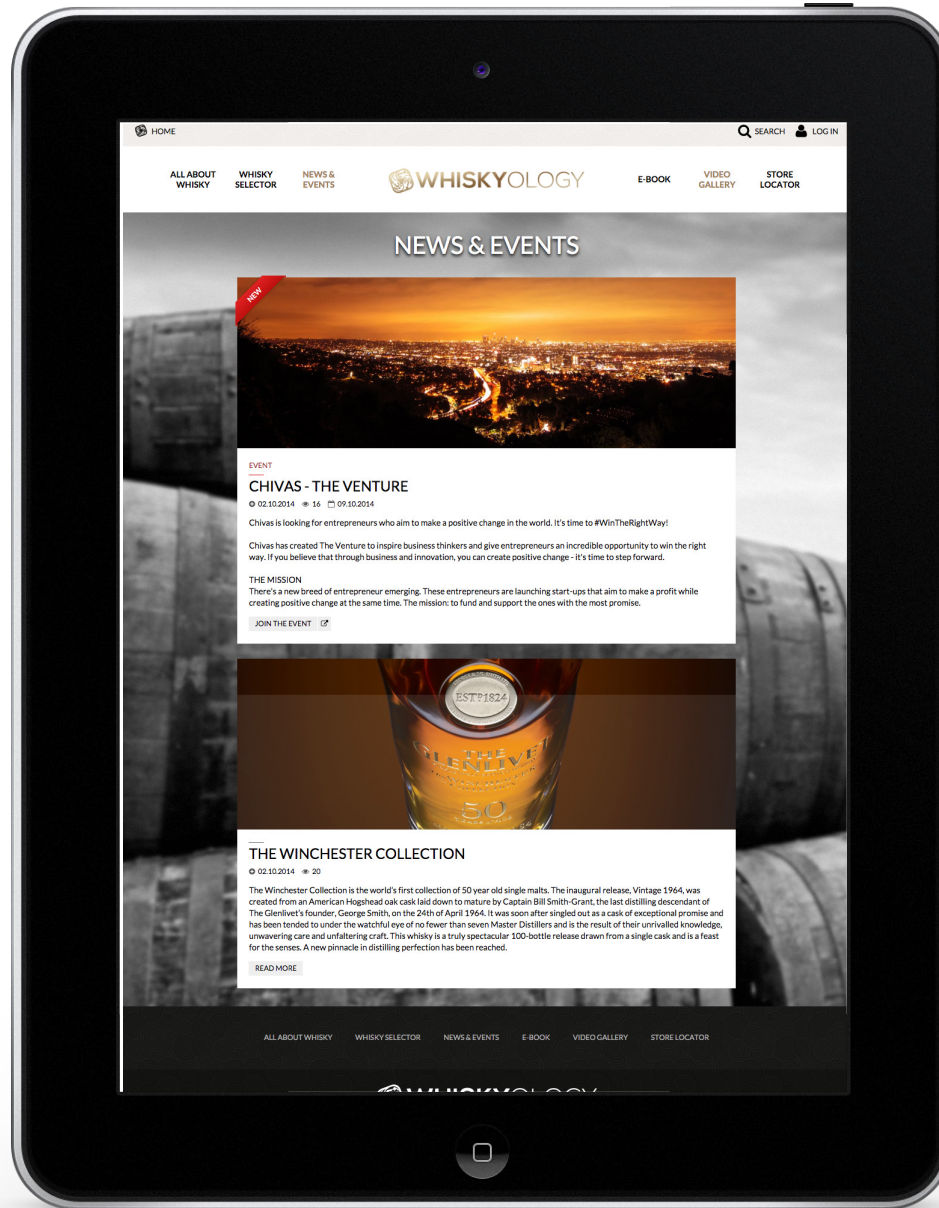 HOME
SEARCH LOG IN
ALL ABOUT
WHISKY
WHISKY
SELECTOR
NEWS &
EVENTS
WHISKYOLOGY
E-BOOK
VIDEO
GALLERY
STORE
LOCATOR
NEWS & EVENTS
NEW
EVENT
CHIVAS - THE VENTURE
02.10.2014 16 09.10.2014
Chivas is looking for entrepreneurs who aim to make a positive change in the world. It's time to #WinTheRightWay!
Chivas has created The Venture to inspire business thinkers and give entrepreneurs an incredible opportunity to win the right
way. If you believe that through business and innovation, you can create positive change - it's time to step forward.
THE MISSION
There's a new breed of entrepreneur emerging. These entrepreneurs are launching start-ups that aim to make a profit while
creating positive change at the same time. The mission: to fund and support the ones with the most promise.
JOIN THE EVENT
ESTD 1824
THE
GLENLIVET
50
THE WINCHESTER COLLECTION
02.10.2014 20
The Winchester Collection is the world's first collection of 50 year old single malts. The inaugural release, Vintage 1964, was
created from an American Hogshead oak cask laid down to mature by Captain Bill Smith-Grant, the last distilling descendant of
The Glenlivet's founder, George Smith, on the 24th of April 1964. It was soon after singled out as a cask of exceptional promise and
has been tended to under the watchful eye of no fewer than seven Master Distillers and is the result of their unrivalled knowledge,
unwavering care and unfaltering craft. This whisky is a truly spectacular 100-bottle release drawn from a single cask and is a feast
for the senses. A new pinnacle in distilling perfection has been reached.
READ MORE
ALL ABOUT WHISKY WHISKY SELECTOR NEWS & EVENTS E-BOOK VIDEO GALLERY STORE LOCATOR
WHISKYOLOGY